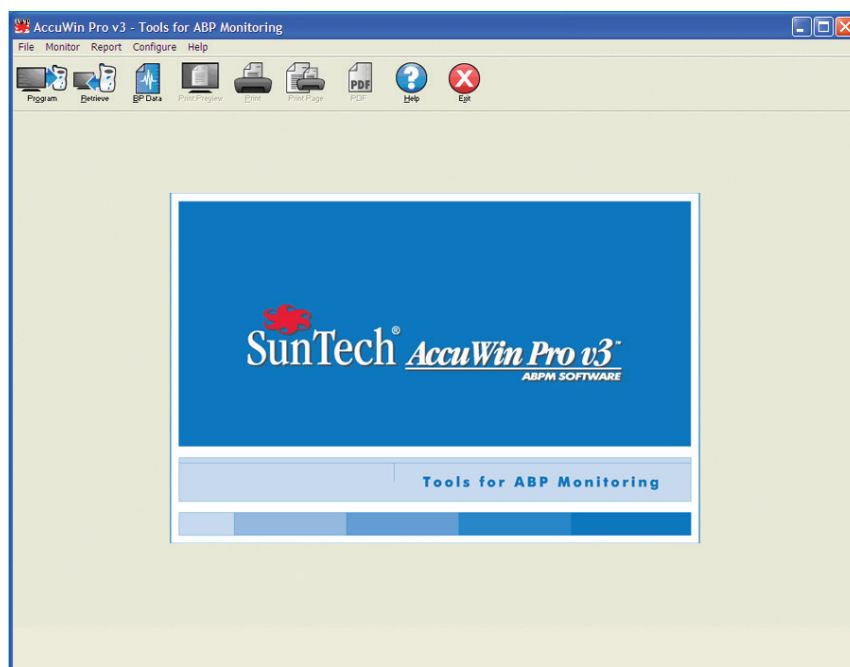 AccuWin Pro v3 - Tools for ABP Monitoring
File Monitor Report Configure Help
Program Retrieve BP Data Print Preview Print Print Page PDF Help Exit
PDF
SunTech® AccuWin Pro v3™
ABPM SOFTWARE
Tools for ABP Monitoring